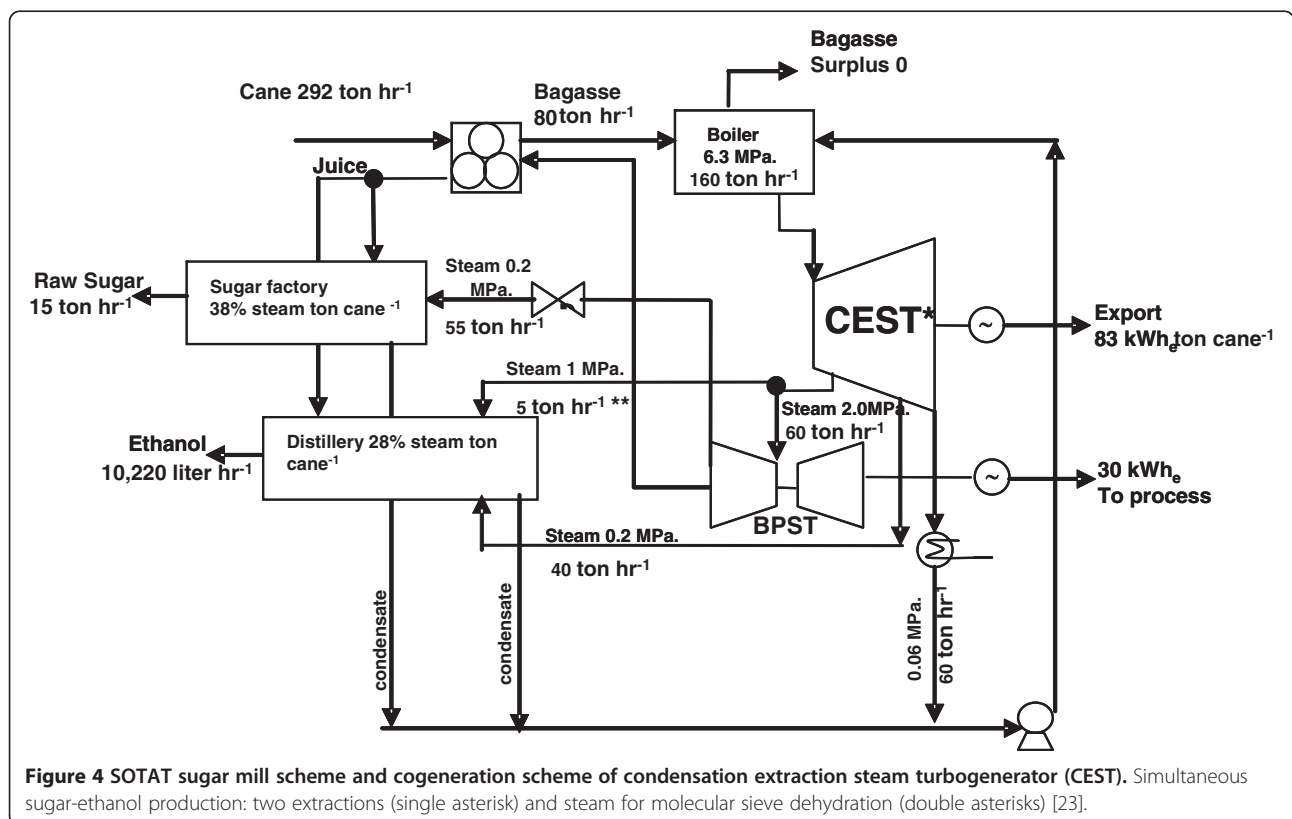 Bagasse
Surplus 0
Cane 292 ton hr⁻¹
Bagasse
80 ton hr⁻¹
Boiler
6.3 MPa.
160 ton hr⁻¹
Juice
Raw Sugar
15 ton hr⁻¹
Sugar factory
38% steam ton cane ⁻¹
Steam 0.2
MPa.
55 ton hr⁻¹
CEST*
~
Export
83 kWhₑton cane⁻¹
Steam 1 MPa.
5 ton hr⁻¹ **
Steam 2.0MPa.
60 ton hr⁻¹
Ethanol
10,220 liter hr⁻¹
Distillery 28% steam ton
cane⁻¹
BPST
~
30 kWhₑ
To process
Steam 0.2 MPa.
40 ton hr⁻¹
condensate
condensate
0.06 MPa.
60 ton hr⁻¹
Figure 4 SOTAT sugar mill scheme and cogeneration scheme of condensation extraction steam turbogenerator (CEST). Simultaneous
sugar-ethanol production: two extractions (single asterisk) and steam for molecular sieve dehydration (double asterisks) [23].